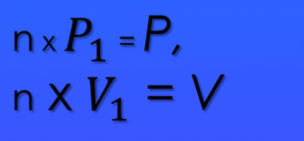 n x P₁ = P,
n x V₁ = V